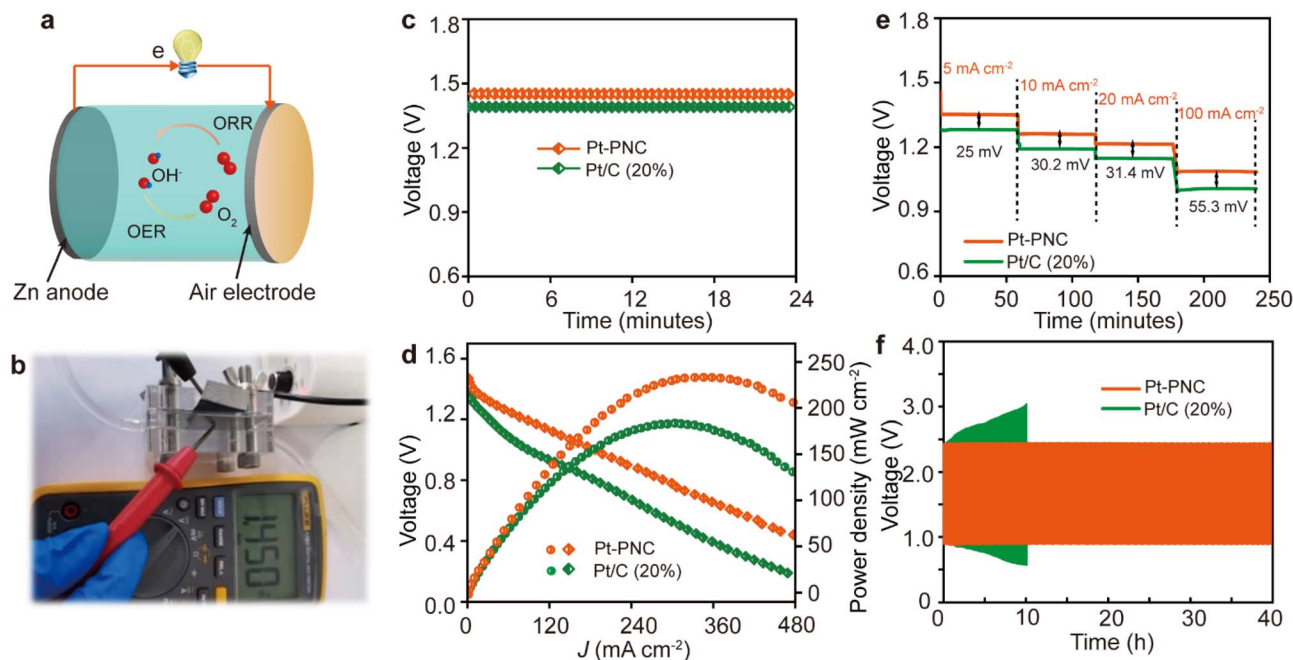 a
e
ORR
OH-
O2
OER
Zn anode
Air electrode
b
1.450
c
1.8
1.5
1.2
0.9
0.6
Voltage (V)
Pt-PNC
Pt/C (20%)
0 6 12 18 24
Time (minutes)
d
1.6
1.2
0.8
0.4
0.0
Voltage (V)
250
200
150
100
50
0
Power density (mW cm-2)
Pt-PNC
Pt/C (20%)
0 120 240 360 480
J (mA cm-2)
e
1.8
1.5
1.2
0.9
0.6
Voltage (V)
5 mA cm-2
10 mA cm-2
20 mA cm-2
100 mA cm-2
25 mV
30.2 mV
31.4 mV
55.3 mV
Pt-PNC
Pt/C (20%)
0 50 100 150 200 250
Time (minutes)
f
4.0
3.0
2.0
1.0
0
Voltage (V)
Pt-PNC
Pt/C (20%)
0 10 20 30 40
Time (h)